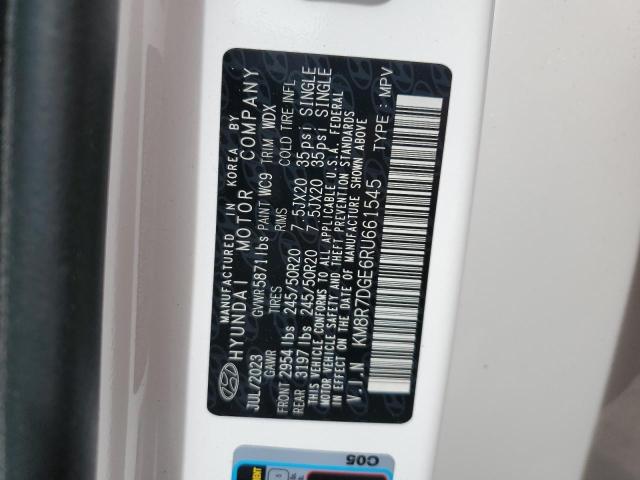 MANUFACTURED IN KOREA BY
HYUNDAI MOTOR COMPANY
JUL/2023 GVWR 5871 lbs PAINT WC9 TRIM WDX
GAWR TIRES RIMS COLD TIRE INFL.
FRONT 2954 lbs 245/50R20 7.5JX20 35psi SINGLE
REAR 3197 lbs 245/50R20 7.5JX20 35psi SINGLE
THIS VEHICLE CONFORMS TO ALL APPLICABLE U.S.A. FEDERAL
MOTOR VEHICLE SAFETY AND THEFT PREVENTION STANDARDS
IN EFFECT ON THE DATE OF MANUFACTURE SHOWN ABOVE
V.I.N KM8R7DGE6RU661545 TYPE : MPV
C05